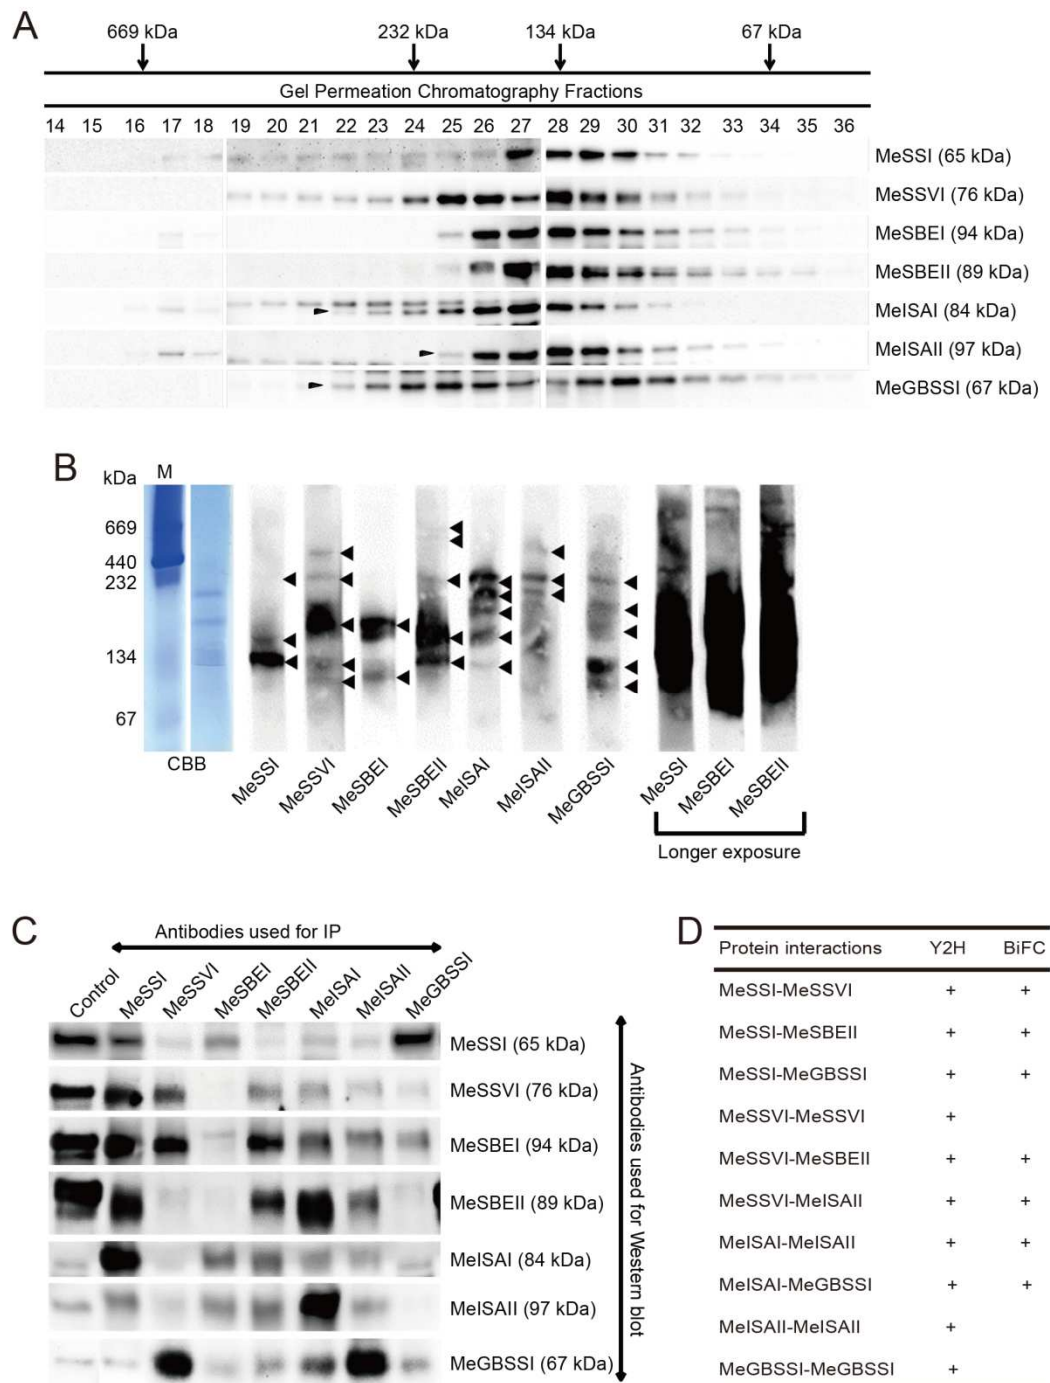 A
669 kDa 232 kDa 134 kDa 67 kDa
Gel Permeation Chromatography Fractions
14 15 16 17 18 19 20 21 22 23 24 25 26 27 28 29 30 31 32 33 34 35 36
MeSSI (65 kDa)
MeSSVI (76 kDa)
MeSBEI (94 kDa)
MeSBEII (89 kDa)
MeISAI (84 kDa)
MeISAII (97 kDa)
MeGBSSI (67 kDa)
B
kDa M
669
440
232
134
67
CBB
MeSSI MeSSVI MeSBEI MeSBEII MeISAI MeISAII MeGBSSI MeSSI MeSBEI MeSBEII
Longer exposure
C
Antibodies used for IP
Control MeSSI MeSSVI MeSBEI MeSBEII MeISAI MeISAII MeGBSSI
MeSSI (65 kDa)
MeSSVI (76 kDa)
MeSBEI (94 kDa)
MeSBEII (89 kDa)
MeISAI (84 kDa)
MeISAII (97 kDa)
MeGBSSI (67 kDa)
Antibodies used for Western blot
D
Protein interactions Y2H BiFC
MeSSI-MeSSVI + +
MeSSI-MeSBEII + +
MeSSI-MeGBSSI + +
MeSSVI-MeSSVI +
MeSSVI-MeSBEII + +
MeSSVI-MeISAII + +
MeISAI-MeISAII + +
MeISAI-MeGBSSI + +
MeISAII-MeISAII +
MeGBSSI-MeGBSSI +